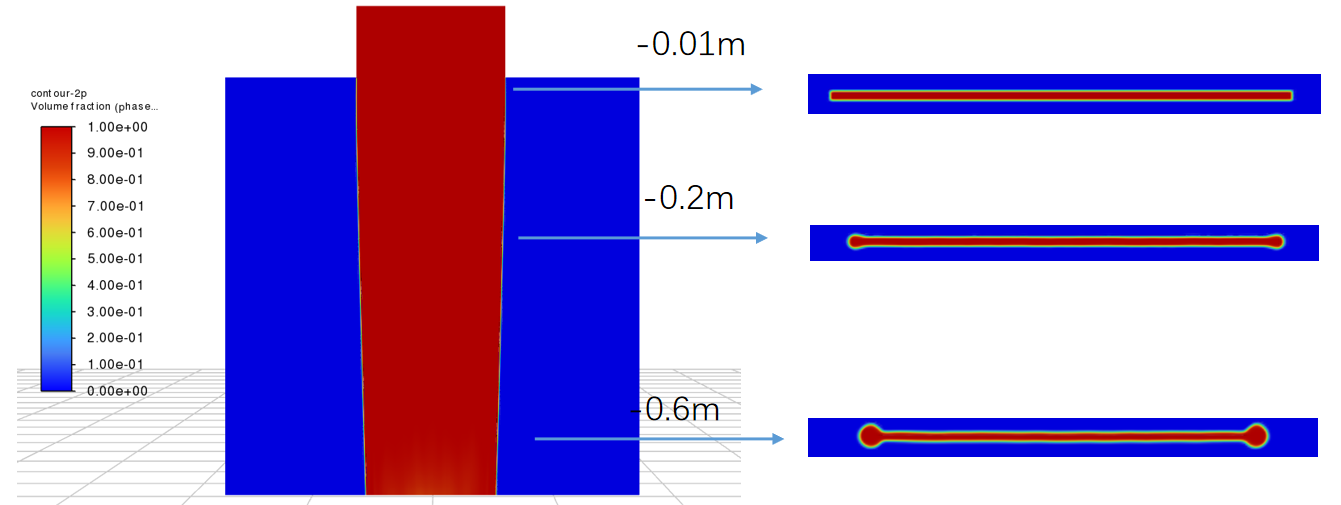 -0.01m
contour-2p
Volume fraction (phase...
1.00e+00
9.00e-01
8.00e-01
7.00e-01
6.00e-01
5.00e-01
4.00e-01
3.00e-01
2.00e-01
1.00e-01
0.00e+00
-0.2m
-0.6m